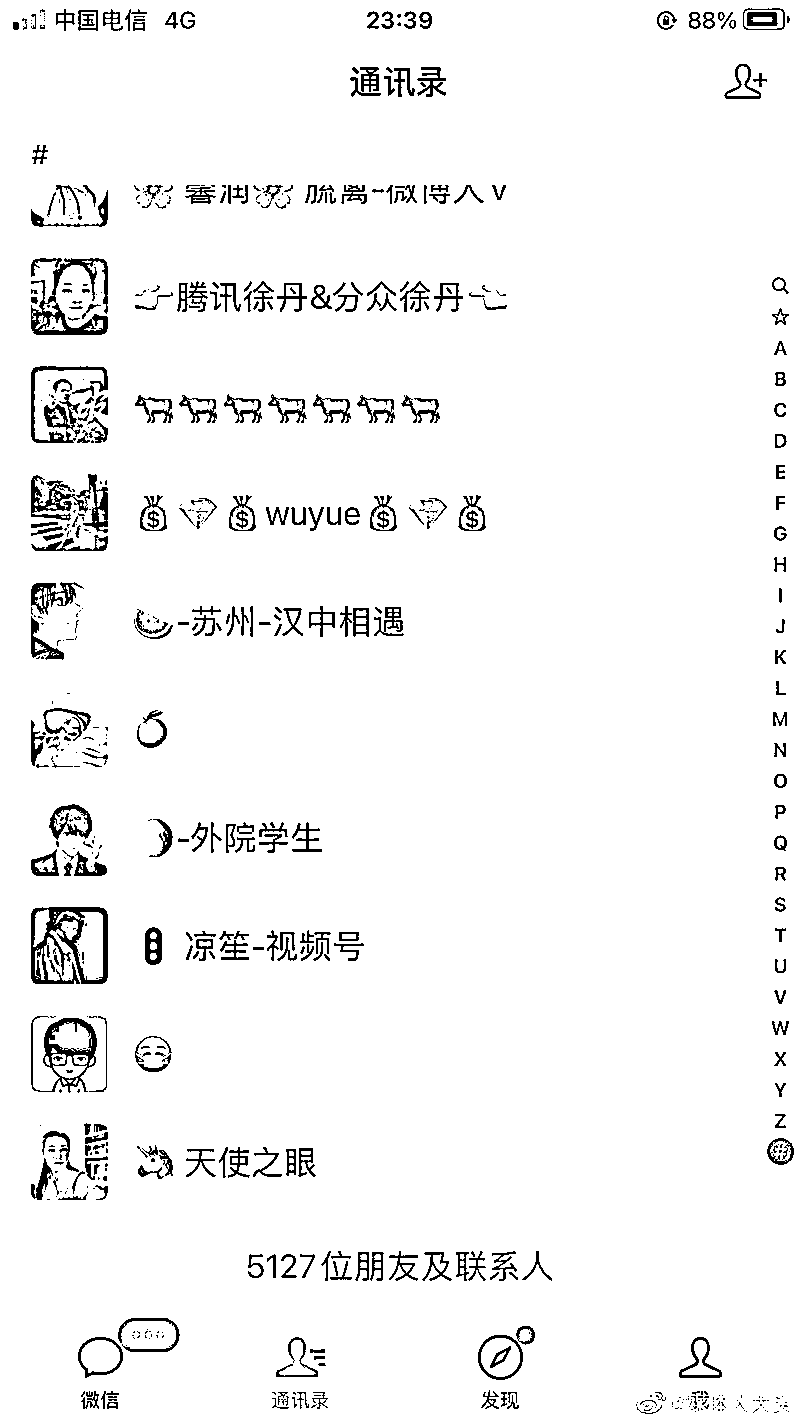 中国电信 4G 23:39 88%
通讯录
#
馨润 脱离-微博大V
👉腾讯徐丹&分众徐丹👈
🐂🐂🐂🐂🐂🐂🐂
💰💎💰wuyue💰💎💰
🍉-苏州-汉中相遇
🍊
🌖-外院学生
🚦 凉笙-视频号
😷
🦄 天使之眼
5127位朋友及联系人
微信 通讯录 发现
A
B
C
D
E
F
G
H
I
J
K
L
M
N
O
P
Q
R
S
T
U
V
W
X
Y
Z
#